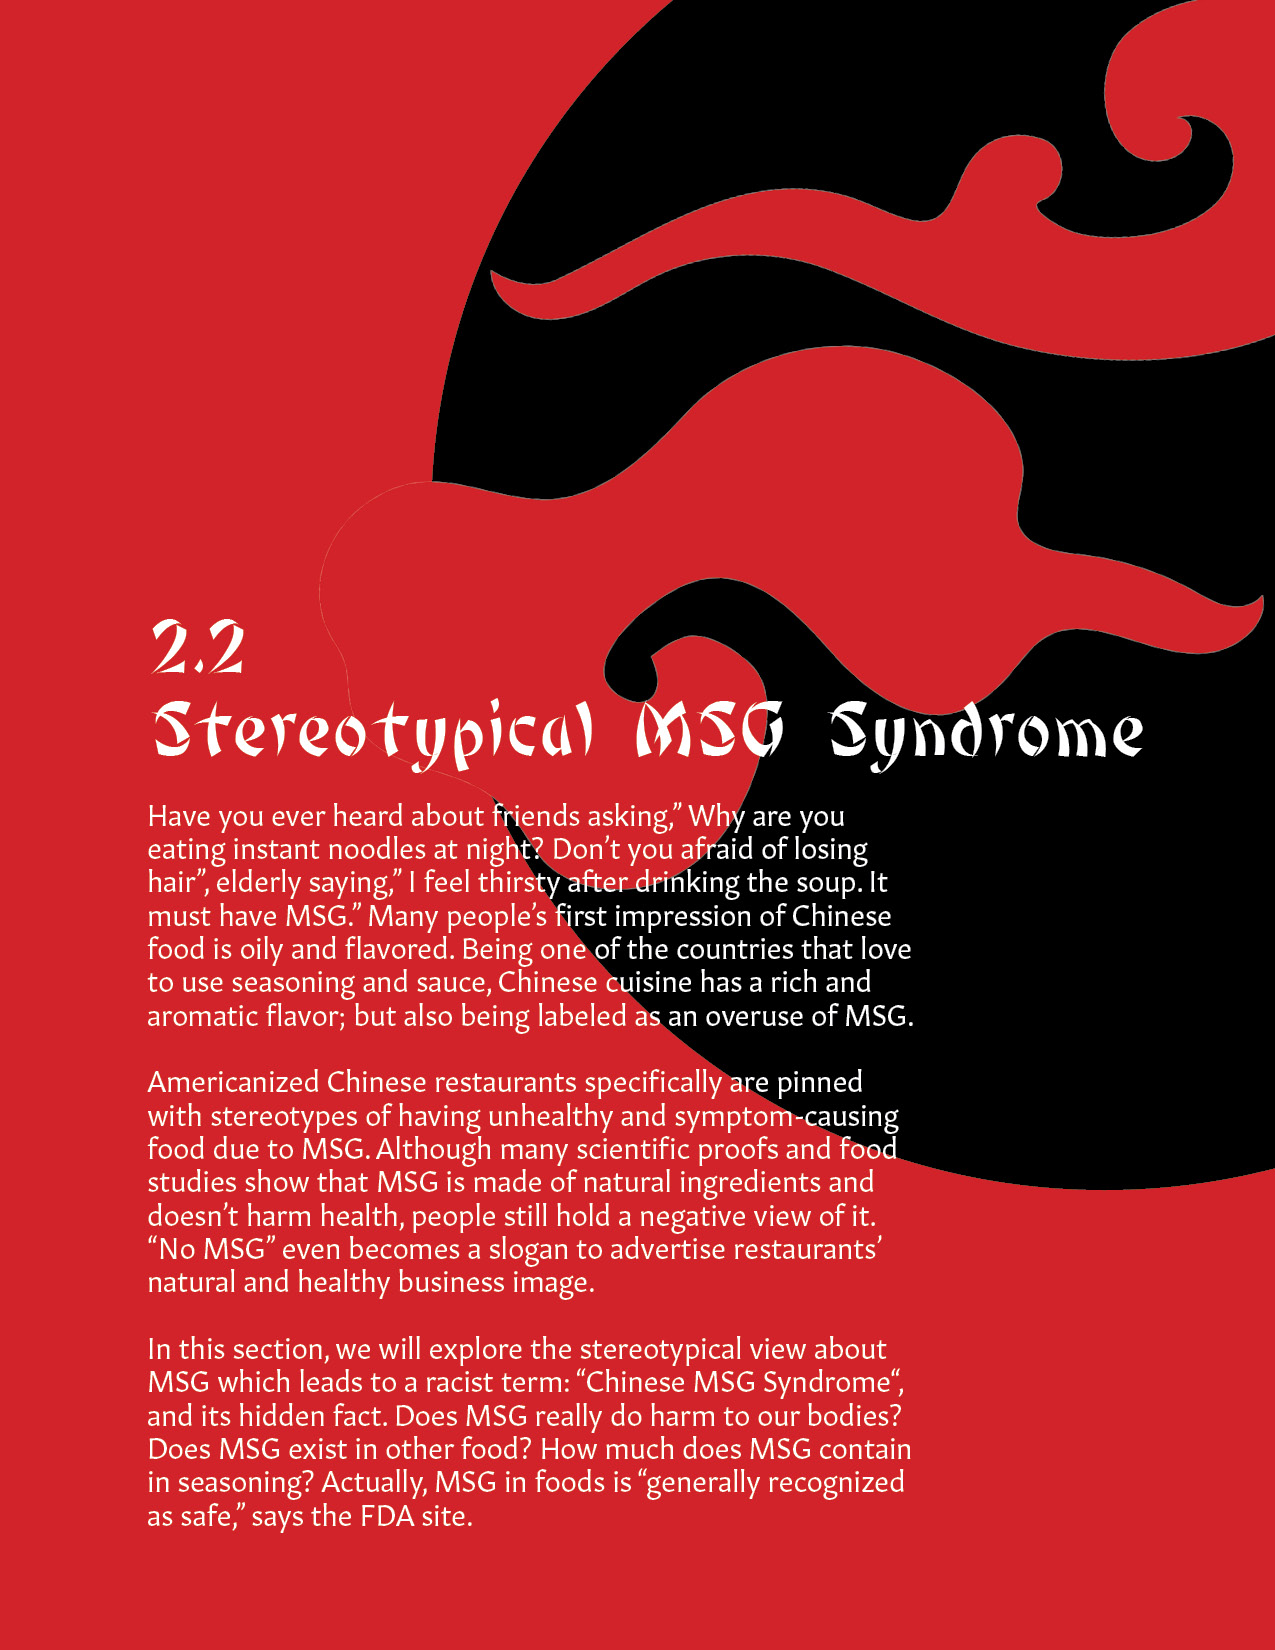 2.2
Stereotypical MSG Syndrome
Have you ever heard about friends asking,” Why are you
eating instant noodles at night? Don’t you afraid of losing
hair”, elderly saying,” I feel thirsty after drinking the soup. It
must have MSG.” Many people’s first impression of Chinese
food is oily and flavored. Being one of the countries that love
to use seasoning and sauce, Chinese cuisine has a rich and
aromatic flavor; but also being labeled as an overuse of MSG.
Americanized Chinese restaurants specifically are pinned
with stereotypes of having unhealthy and symptom-causing
food due to MSG. Although many scientific proofs and food
studies show that MSG is made of natural ingredients and
doesn’t harm health, people still hold a negative view of it.
“No MSG” even becomes a slogan to advertise restaurants’
natural and healthy business image.
In this section, we will explore the stereotypical view about
MSG which leads to a racist term: “Chinese MSG Syndrome“,
and its hidden fact. Does MSG really do harm to our bodies?
Does MSG exist in other food? How much does MSG contain
in seasoning? Actually, MSG in foods is “generally recognized
as safe,” says the FDA site.